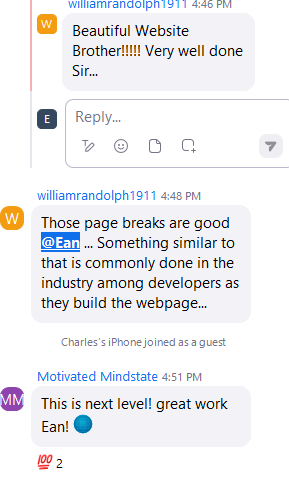 williamrandolph1911 4:46 PM
W
Beautiful Website
Brother!!!!! Very well done
Sir...
E
Reply...
williamrandolph1911 4:48 PM
W
Those page breaks are good
@Ean ... Something similar to
that is commonly done in the
industry among developers as
they build the webpage...
Charles's iPhone joined as a guest
Motivated Mindstate 4:51 PM
MM
This is next level! great work
Ean!
💯 2